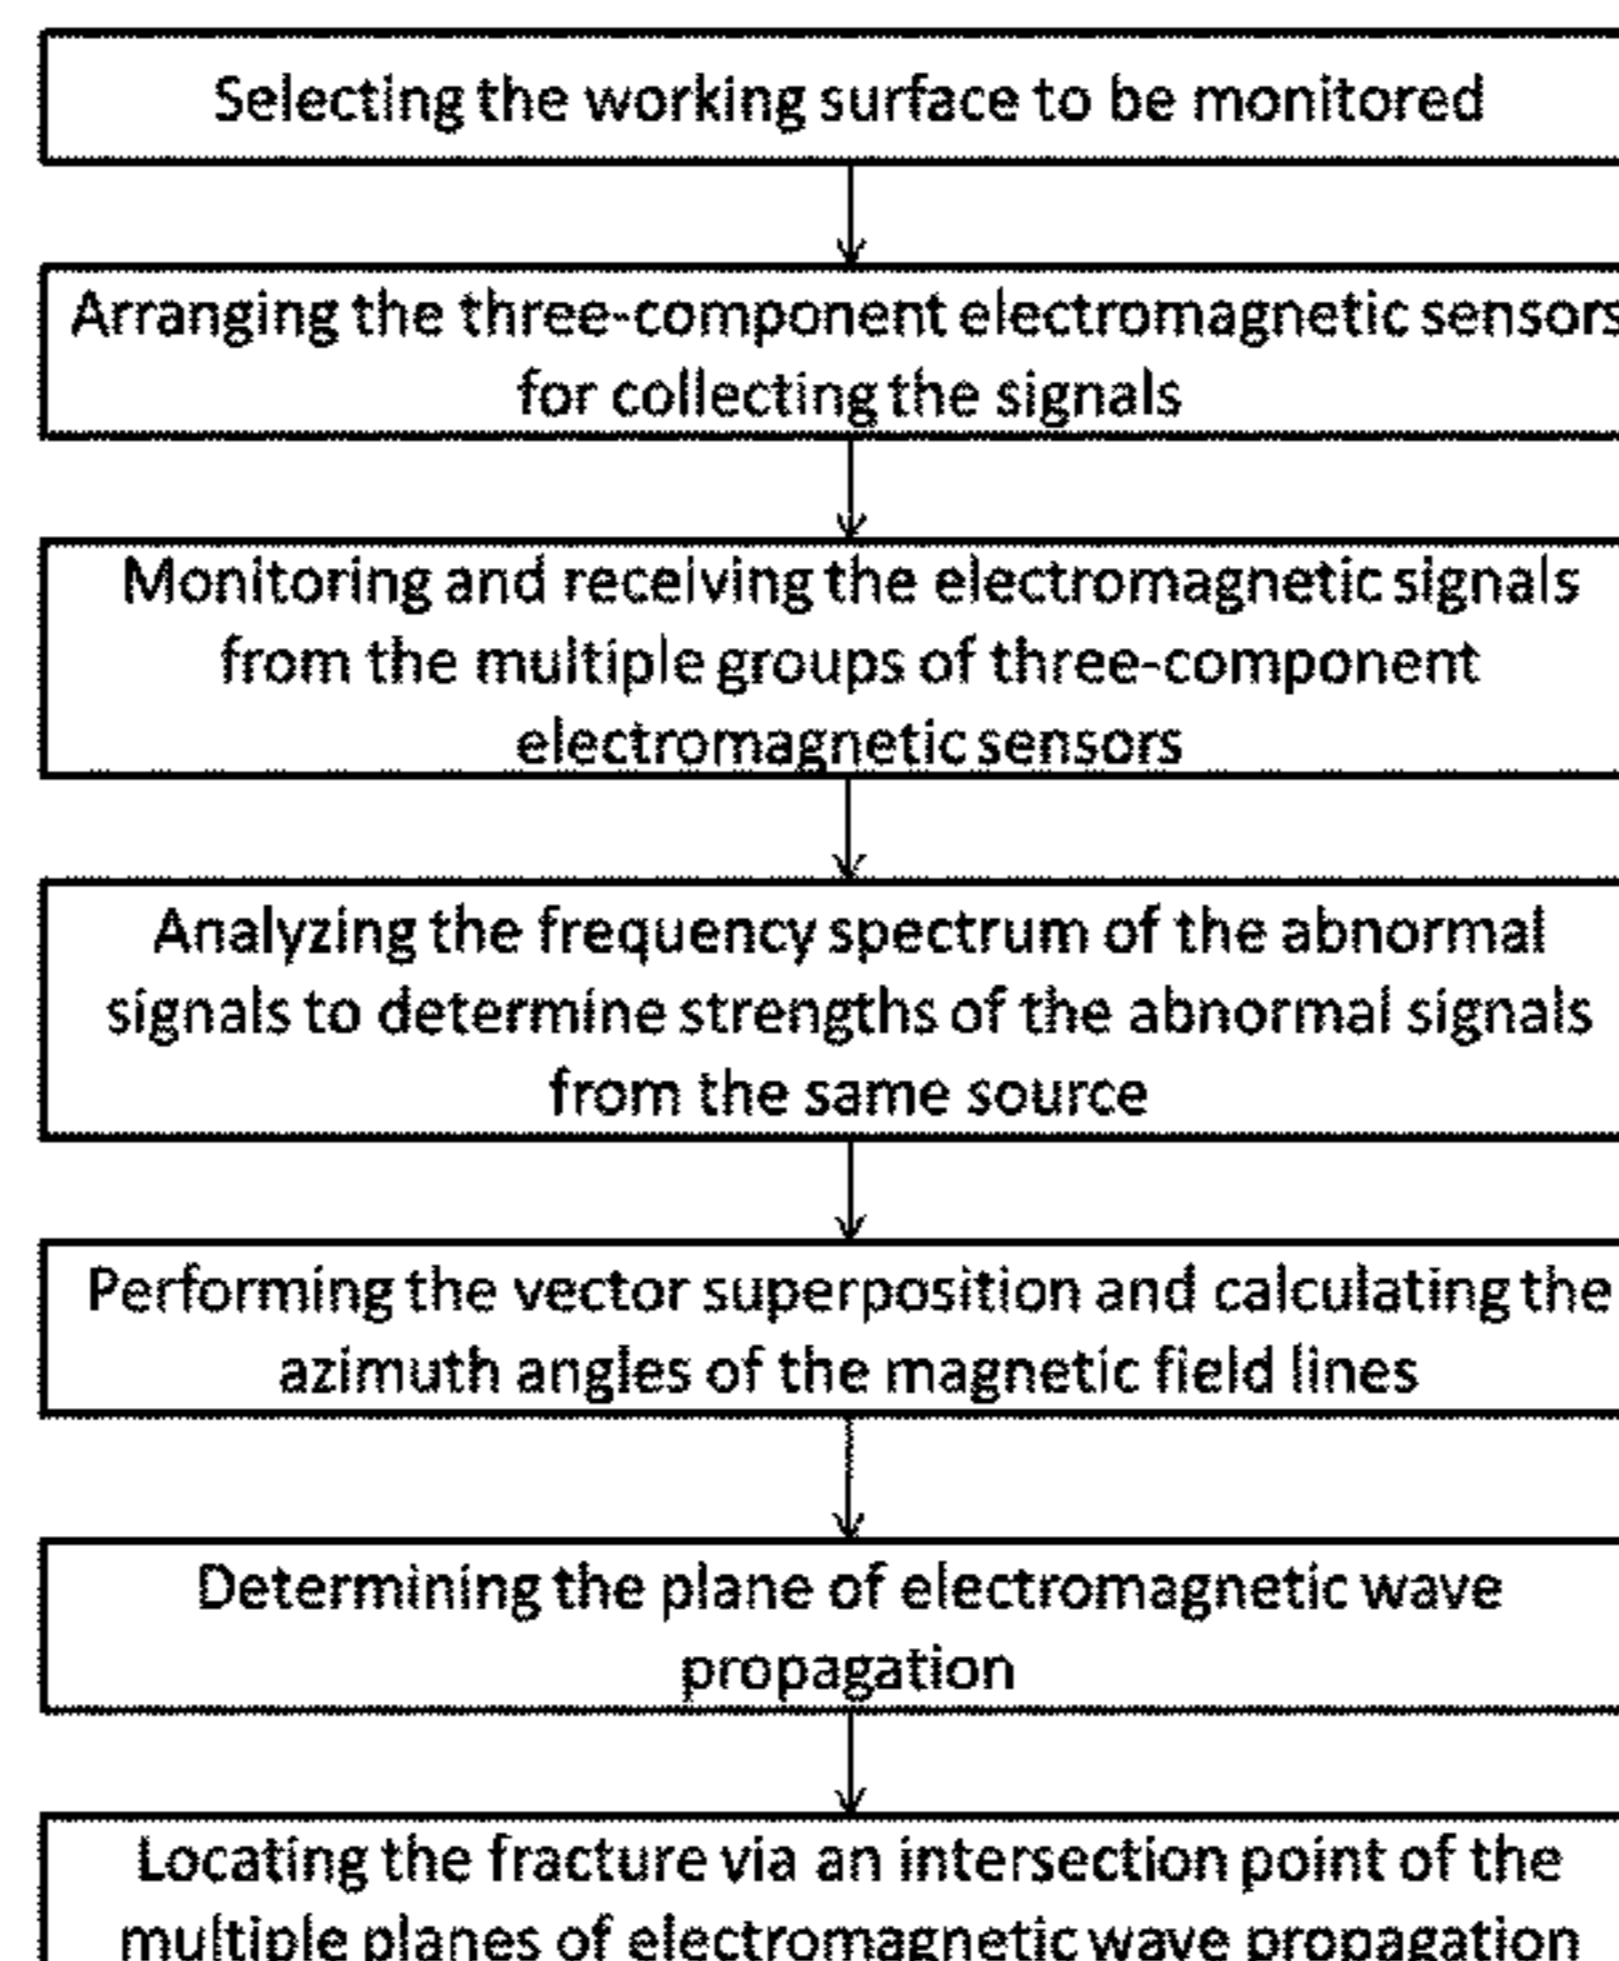 Selecting the working surface to be monitored
Arranging the three-component electromagnetic sensors
for collecting the signals
Monitoring and receiving the electromagnetic signals
from the multiple groups of three-component
electromagnetic sensors
Analyzing the frequency spectrum of the abnormal
signals to determine strengths of the abnormal signals
from the same source
Performing the vector superposition and calculating the
azimuth angles of the magnetic field lines
Determining the plane of electromagnetic wave
propagation
Locating the fracture via an intersection point of the
multiple planes of electromagnetic wave propagation